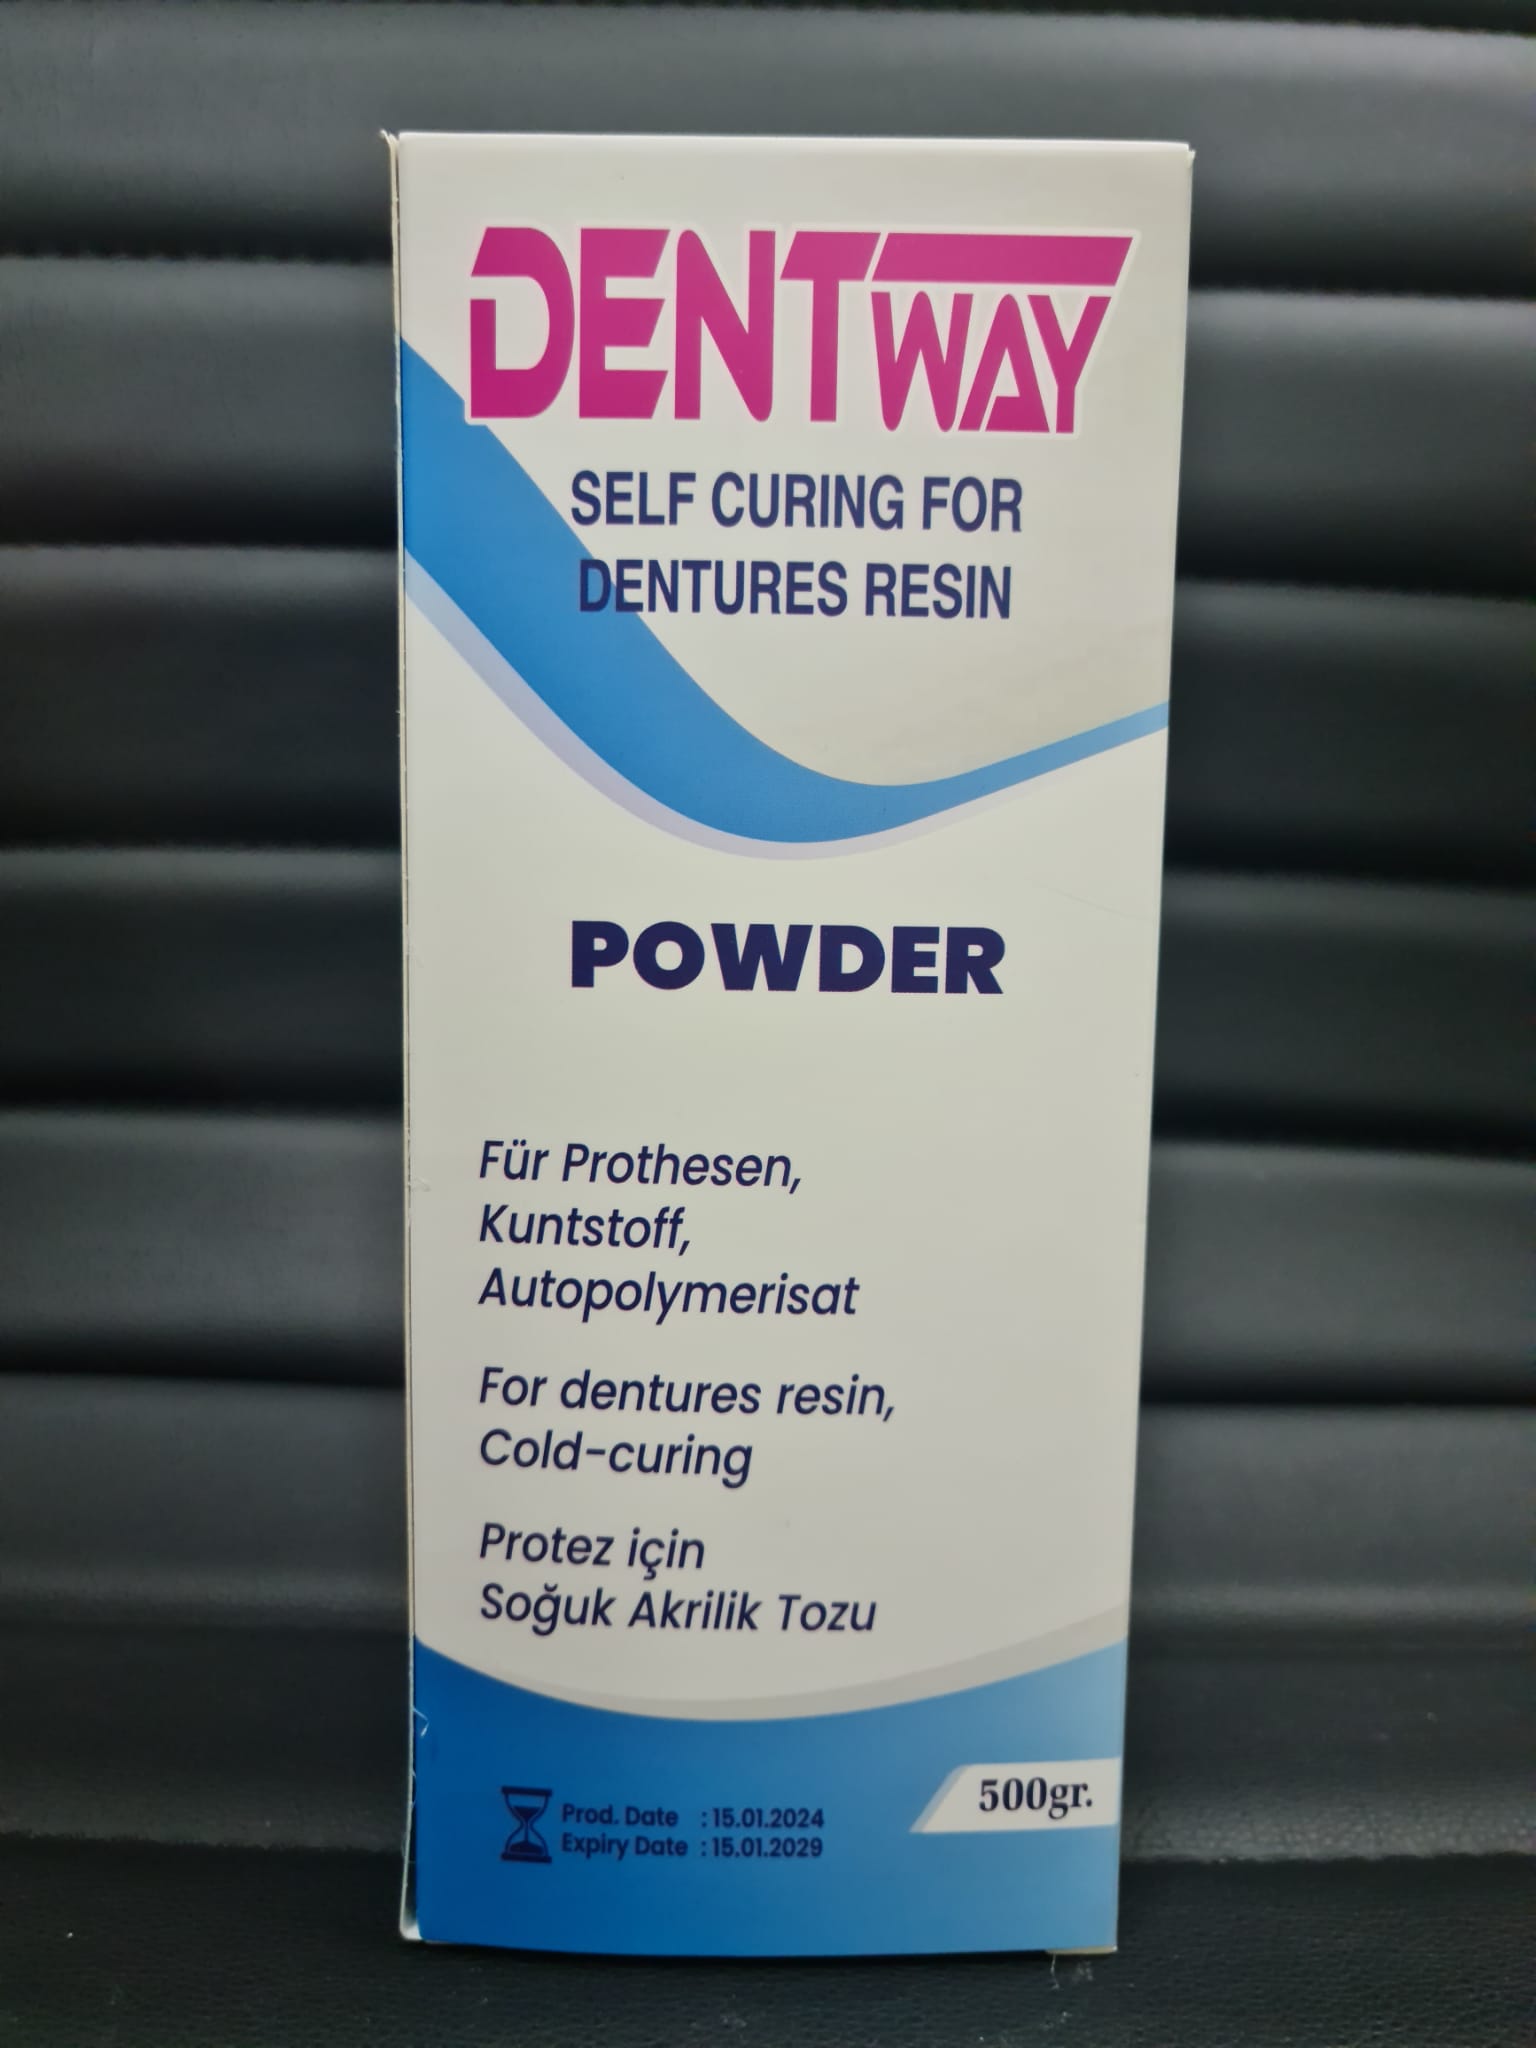 DENTWAY
SELF CURING FOR
DENTURES RESIN
POWDER
Für Prothesen,
Kuntstoff,
Autopolymerisat
For dentures resin,
Cold-curing
Protez için
Soğuk Akrilik Tozu
Prod. Date : 15.01.2024
Expiry Date : 15.01.2029
500gr.